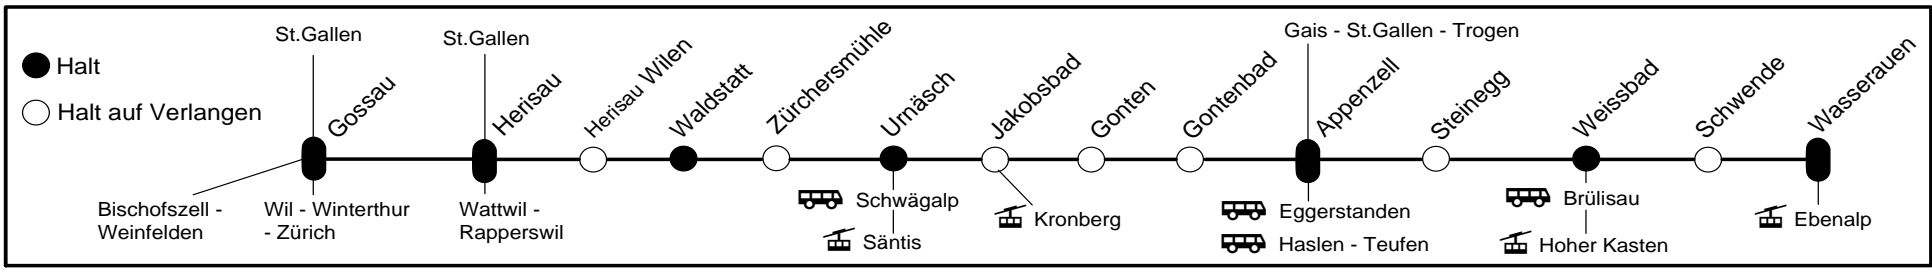 St.Gallen
St.Gallen
Gais - St.Gallen - Trogen
Halt
Halt auf Verlangen
Gossau
Herisau
Herisau Wilen
Waldstatt
Zürchersmühle
Urnäsch
Jakobsbad
Gonten
Gontenbad
Appenzell
Steinegg
Weissbad
Schwende
Wasserauen
Bischofszell -
Weinfelden
Wil - Winterthur
- Zürich
Wattwil -
Rapperswil
Schwägalp
Säntis
Kronberg
Eggerstanden
Haslen - Teufen
Brülisau
Hoher Kasten
Ebenalp